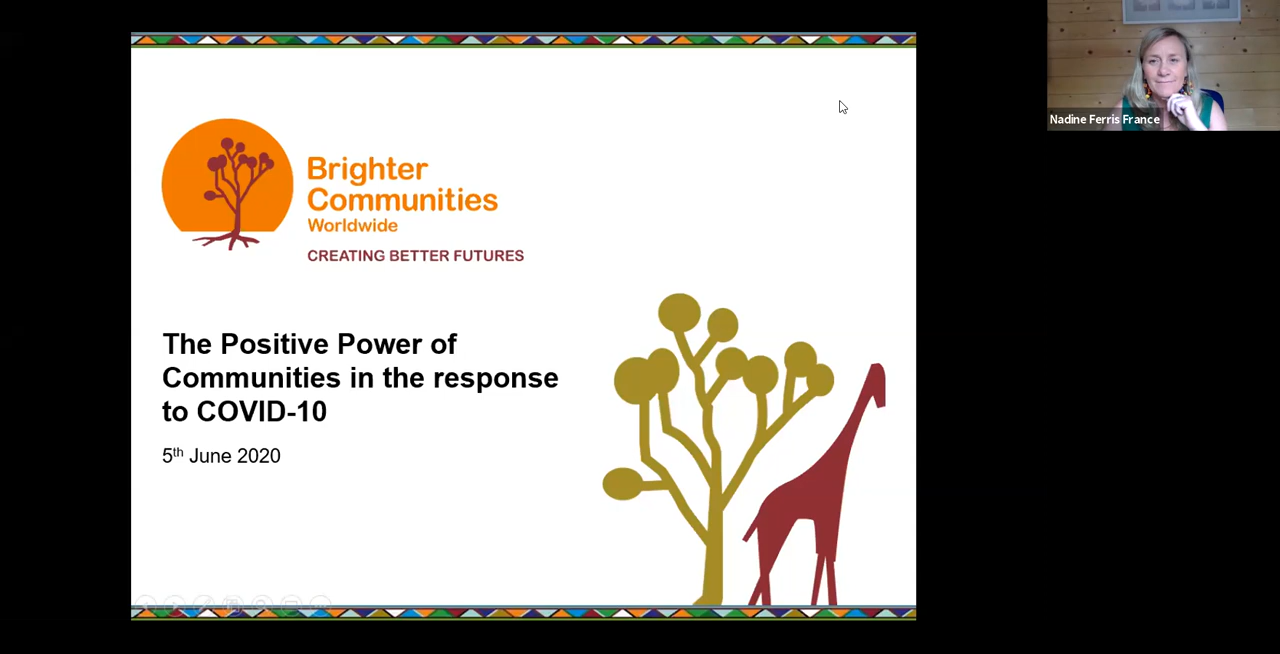 Brighter
Communities
Worldwide
CREATING BETTER FUTURES
The Positive Power of
Communities in the response
to COVID-10
5th June 2020
Nadine Ferris France